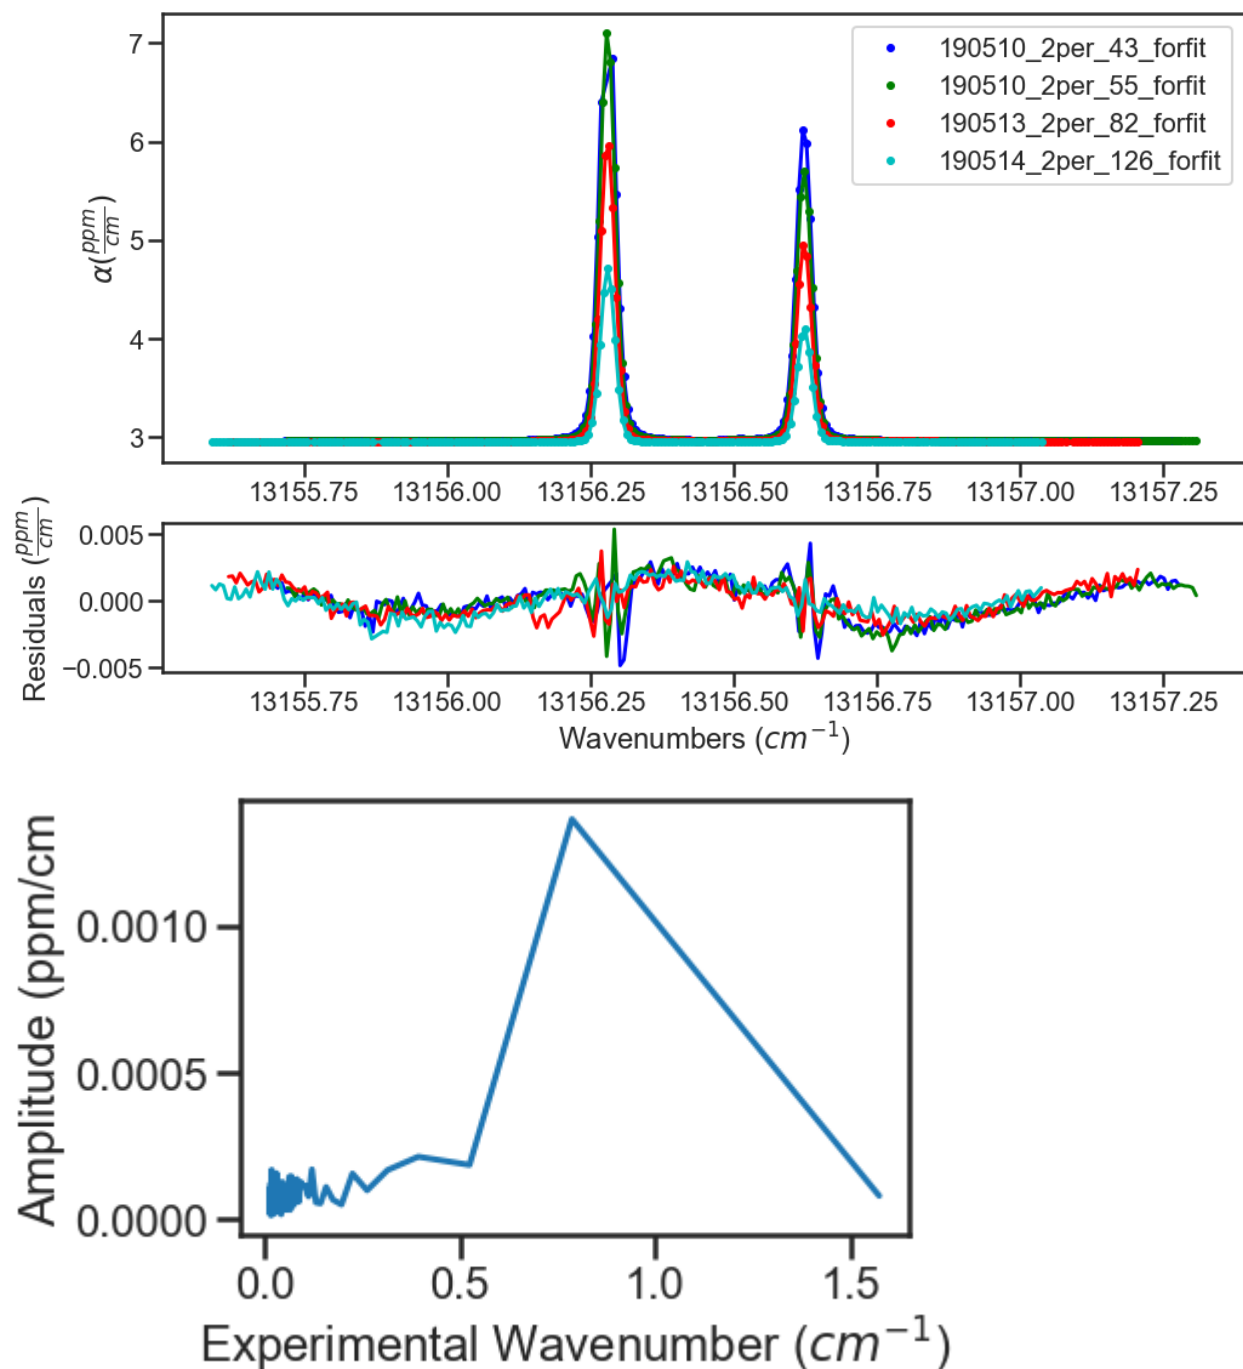 7
6
5
4
3
α(ppm/cm)
190510_2per_43_forfit
190510_2per_55_forfit
190513_2per_82_forfit
190514_2per_126_forfit
13155.75 13156.00 13156.25 13156.50 13156.75 13157.00 13157.25
Residuals (ppm/cm)
0.005
0.000
−0.005
13155.75 13156.00 13156.25 13156.50 13156.75 13157.00 13157.25
Wavenumbers (cm⁻¹)
Amplitude (ppm/cm
0.0010
0.0005
0.0000
0.0 0.5 1.0 1.5
Experimental Wavenumber (cm⁻¹)